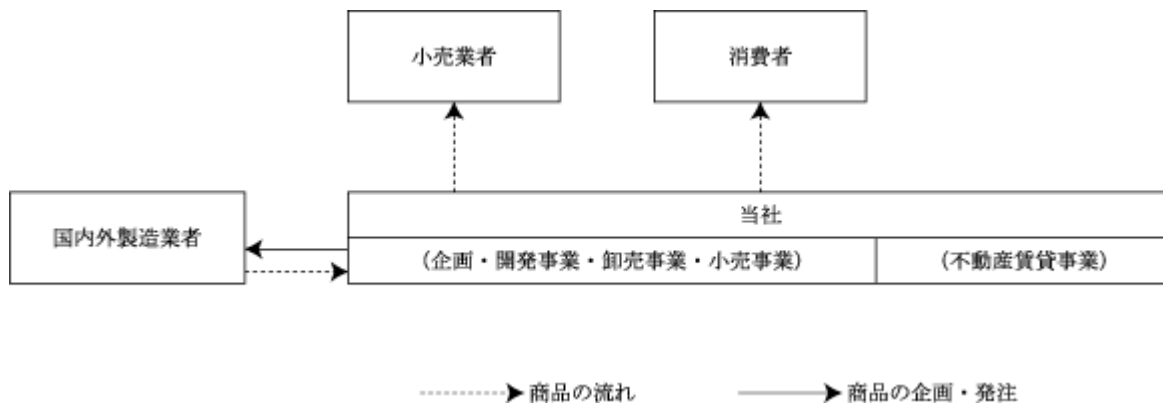 小売業者
消費者
国内外製造業者
当社
(企画・開発事業・卸売事業・小売事業)
(不動産賃貸事業)
商品の流れ
商品の企画・発注